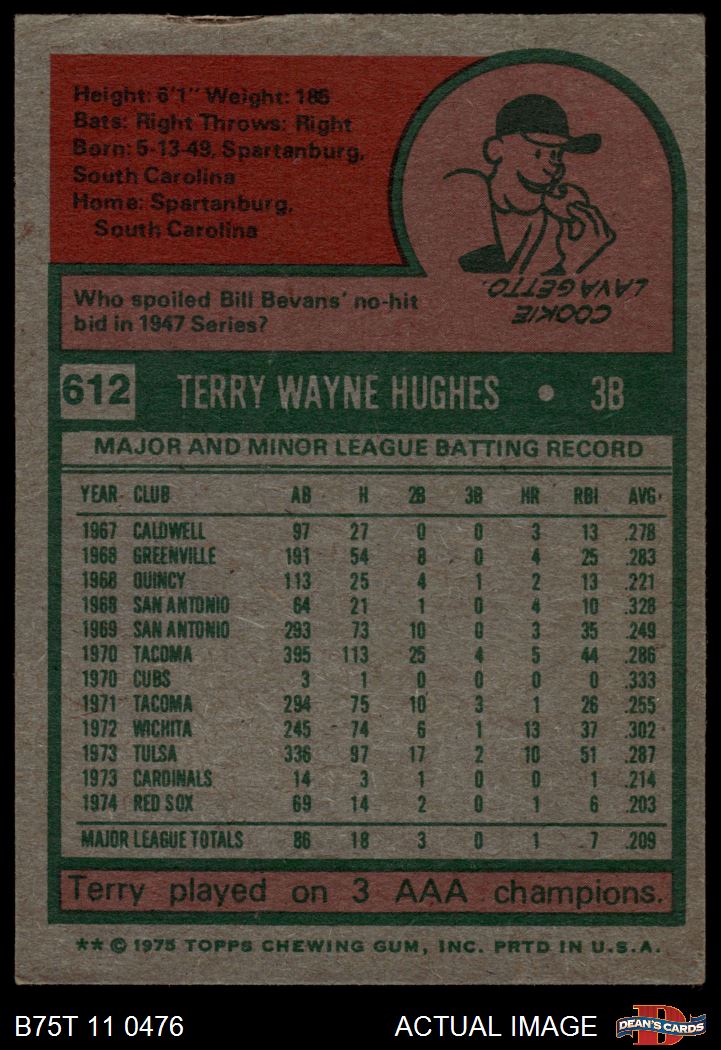 Height: 6'1" Weight: 185
Bats: Right Throws: Right
Born: 5-13-49, Spartanburg,
South Carolina
Home: Spartanburg,
South Carolina
COOKIE
LAVAGETTO.
Who spoiled Bill Bevans' no-hit
bid in 1947 Series?
612 TERRY WAYNE HUGHES • 3B
MAJOR AND MINOR LEAGUE BATTING RECORD
YEAR CLUB AB H 2B 3B HR RBI AVG.
1967 CALDWELL 97 27 0 0 3 13 .278
1968 GREENVILLE 191 54 8 0 4 25 .283
1968 QUINCY 113 25 4 1 2 13 .221
1968 SAN ANTONIO 64 21 1 0 4 10 .328
1969 SAN ANTONIO 293 73 10 0 3 35 .249
1970 TACOMA 395 113 25 4 5 44 .286
1970 CUBS 3 1 0 0 0 0 .333
1971 TACOMA 294 75 10 3 1 26 .255
1972 WICHITA 245 74 6 1 13 37 .302
1973 TULSA 336 97 17 2 10 51 .287
1973 CARDINALS 14 3 1 0 0 1 .214
1974 RED SOX 69 14 2 0 1 6 .203
MAJOR LEAGUE TOTALS 86 18 3 0 1 7 .209
Terry played on 3 AAA champions.
** © 1975 TOPPS CHEWING GUM, INC. PRTD IN U.S.A.
B75T 11 0476 ACTUAL IMAGE
D
DEAN'S CARDS